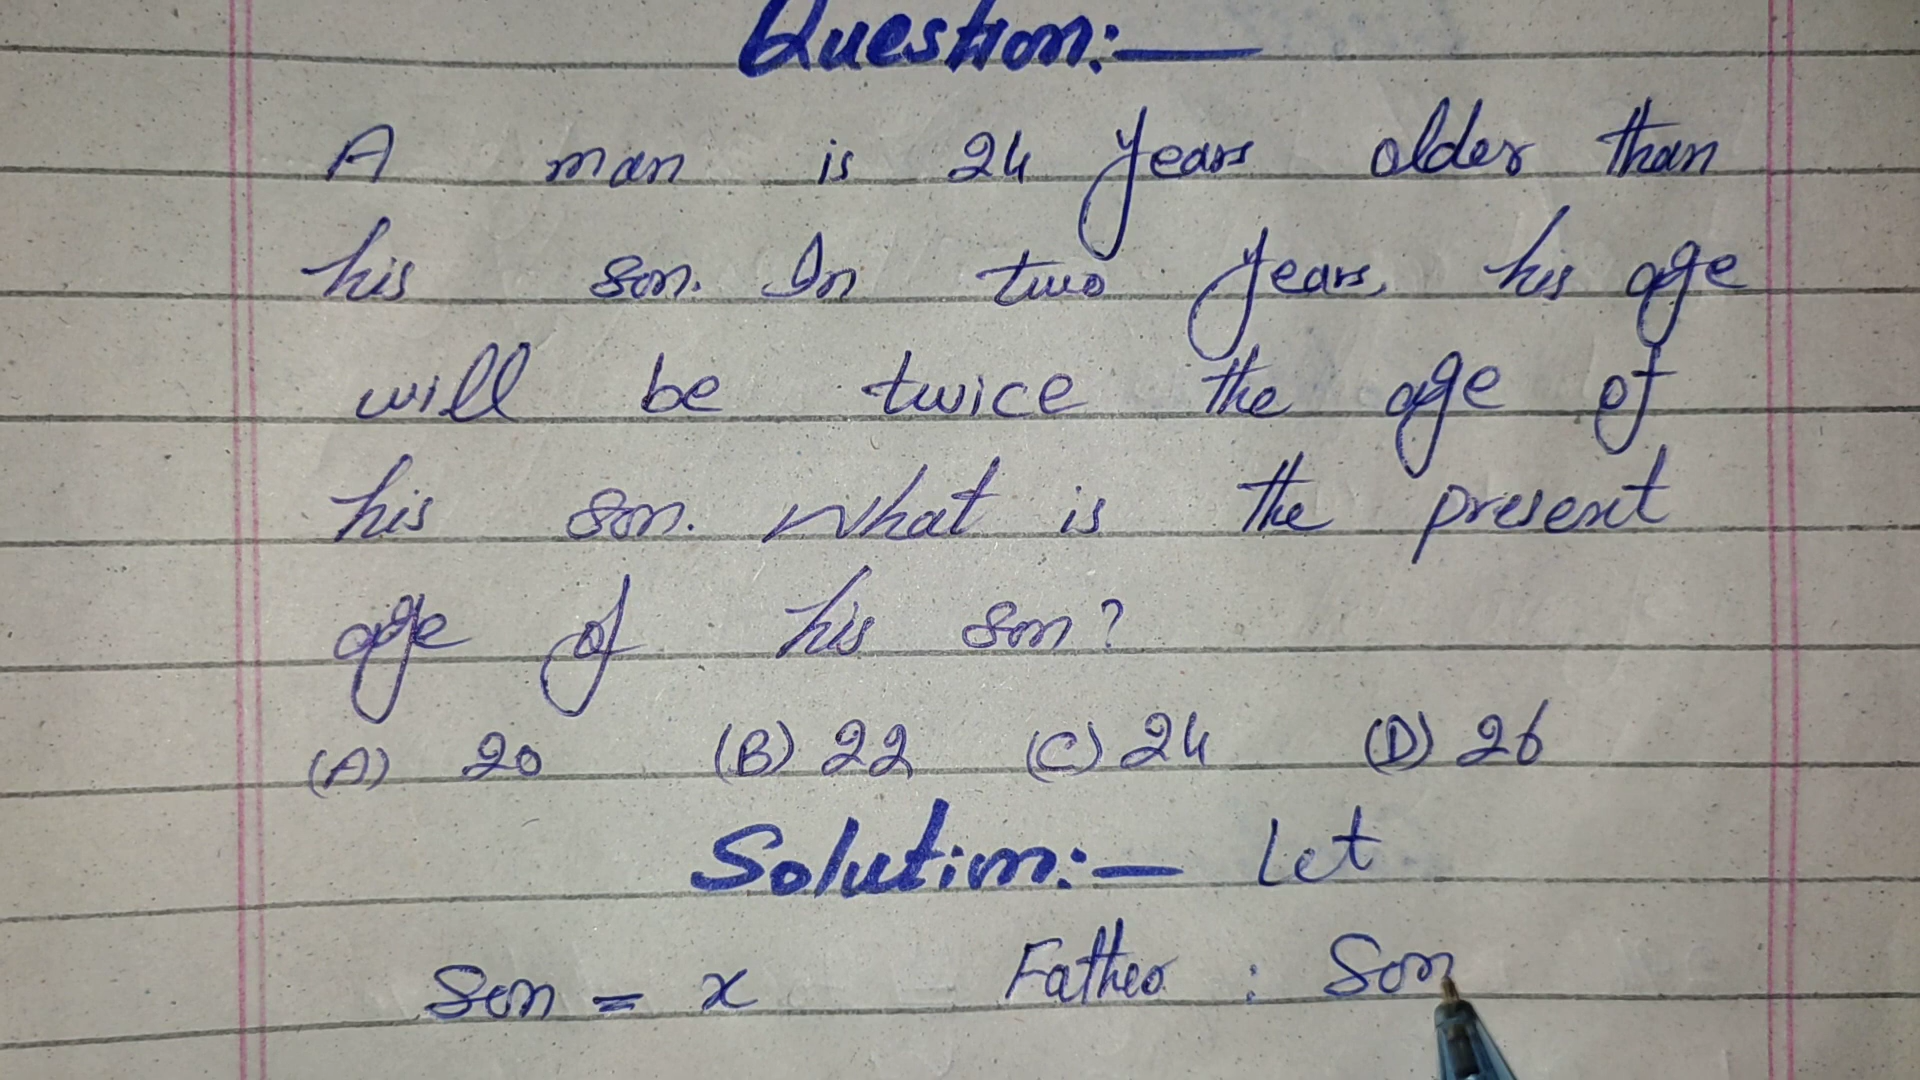 Question:—
A man is 24 years older than
his son. In two years, his age
will be twice the age of
his son. What is the present
age of his son?
(A) 20 (B) 22 (C) 24 (D) 26
Solution:— Let
Son = x Father : Son